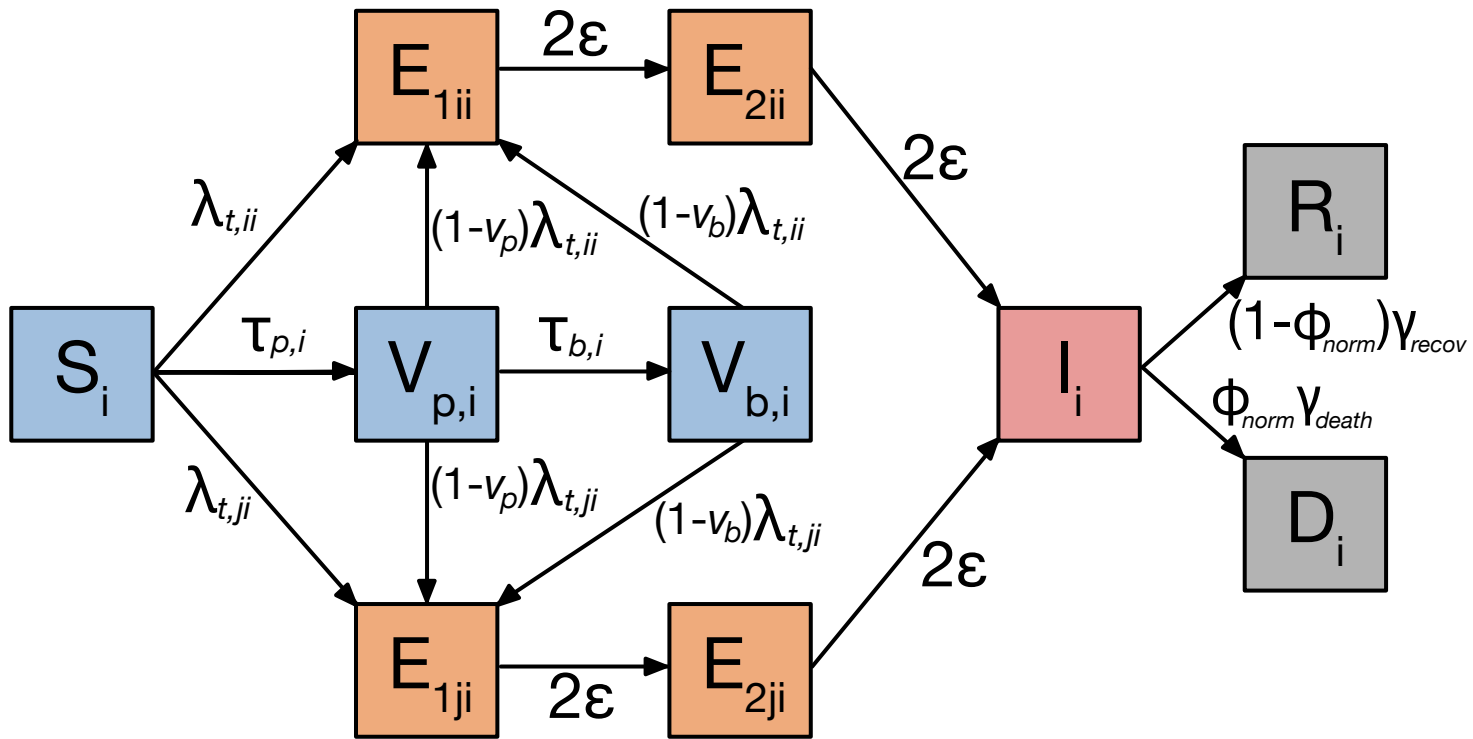 E1ii
2ε
E2ii
2ε
Ri
λt,ii
(1-vp)λt,ii
(1-vb)λt,ii
Si
τp,i
Vp,i
τb,i
Vb,i
Ii
(1-ϕnorm)γrecov
ϕnormγdeath
λt,ji
(1-vp)λt,ji
(1-vb)λt,ji
Di
2ε
E1ji
2ε
E2ji